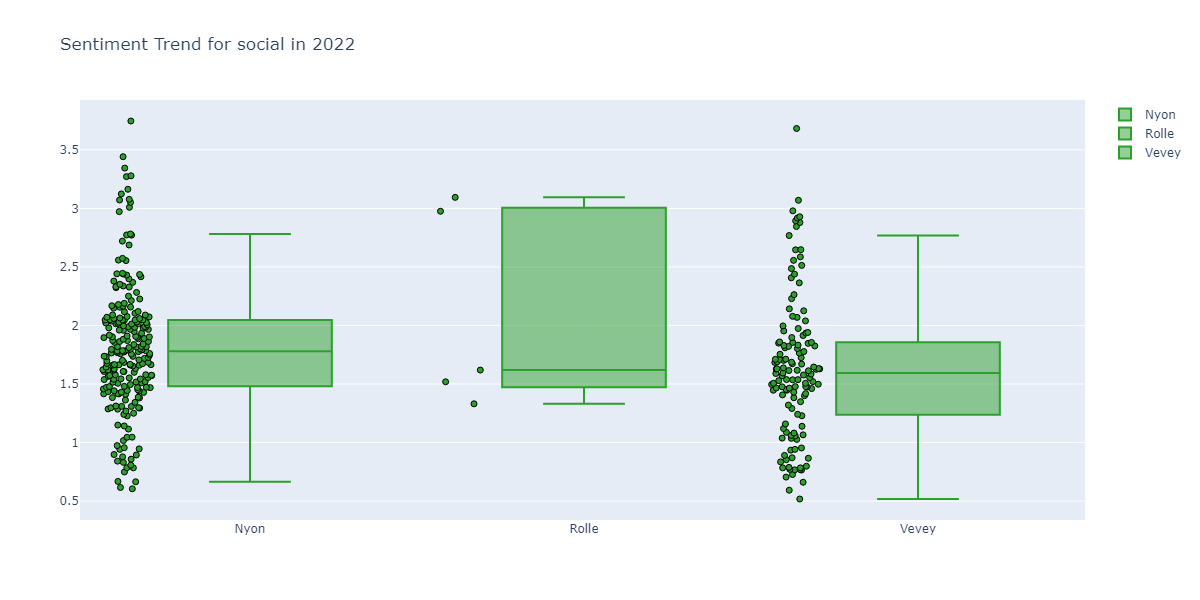 Sentiment Trend for social in 2022
3.5
3
2.5
2
1.5
1
0.5
Nyon
Rolle
Vevey
Nyon
Rolle
Vevey